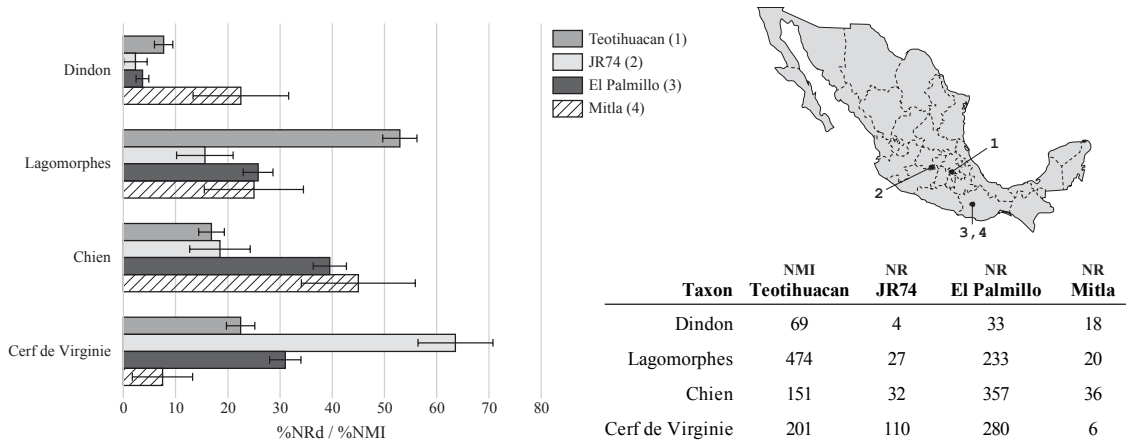 Dindon
Lagomorphes
Chien
Cerf de Virginie
0 10 20 30 40 50 60 70 80
%NRd / %NMI
Teotihuacan (1)
JR74 (2)
El Palmillo (3)
Mitla (4)
1
2
3,4
NMI NR NR NR
Taxon Teotihuacan JR74 El Palmillo Mitla
Dindon 69 4 33 18
Lagomorphes 474 27 233 20
Chien 151 32 357 36
Cerf de Virginie 201 110 280 6